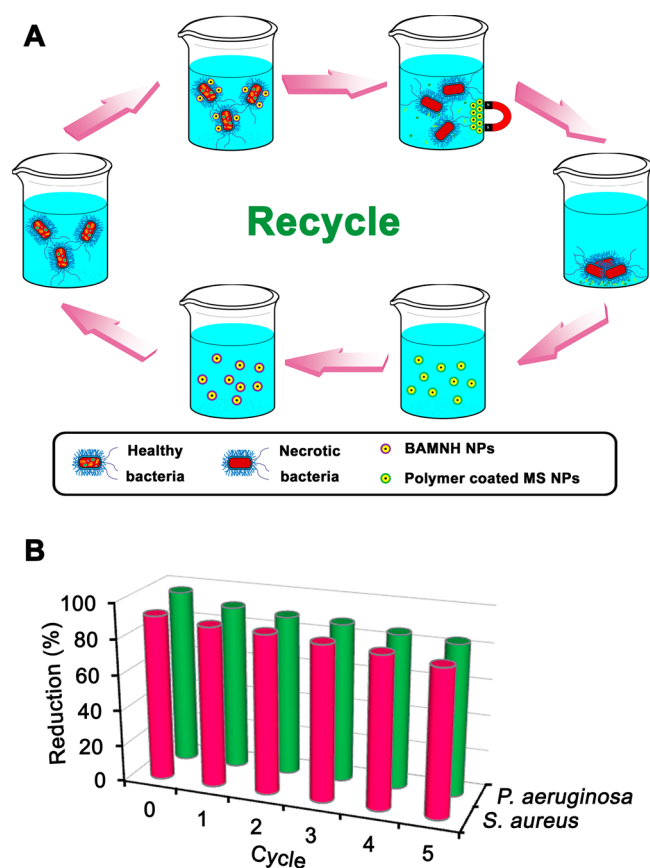 A
Recycle
Healthy
bacteria
Necrotic
bacteria
BAMNH NPs
Polymer coated MS NPs
B
Reduction (%)
100
80
60
40
20
0
0
1
2
3
4
5
Cycle
P. aeruginosa
S. aureus